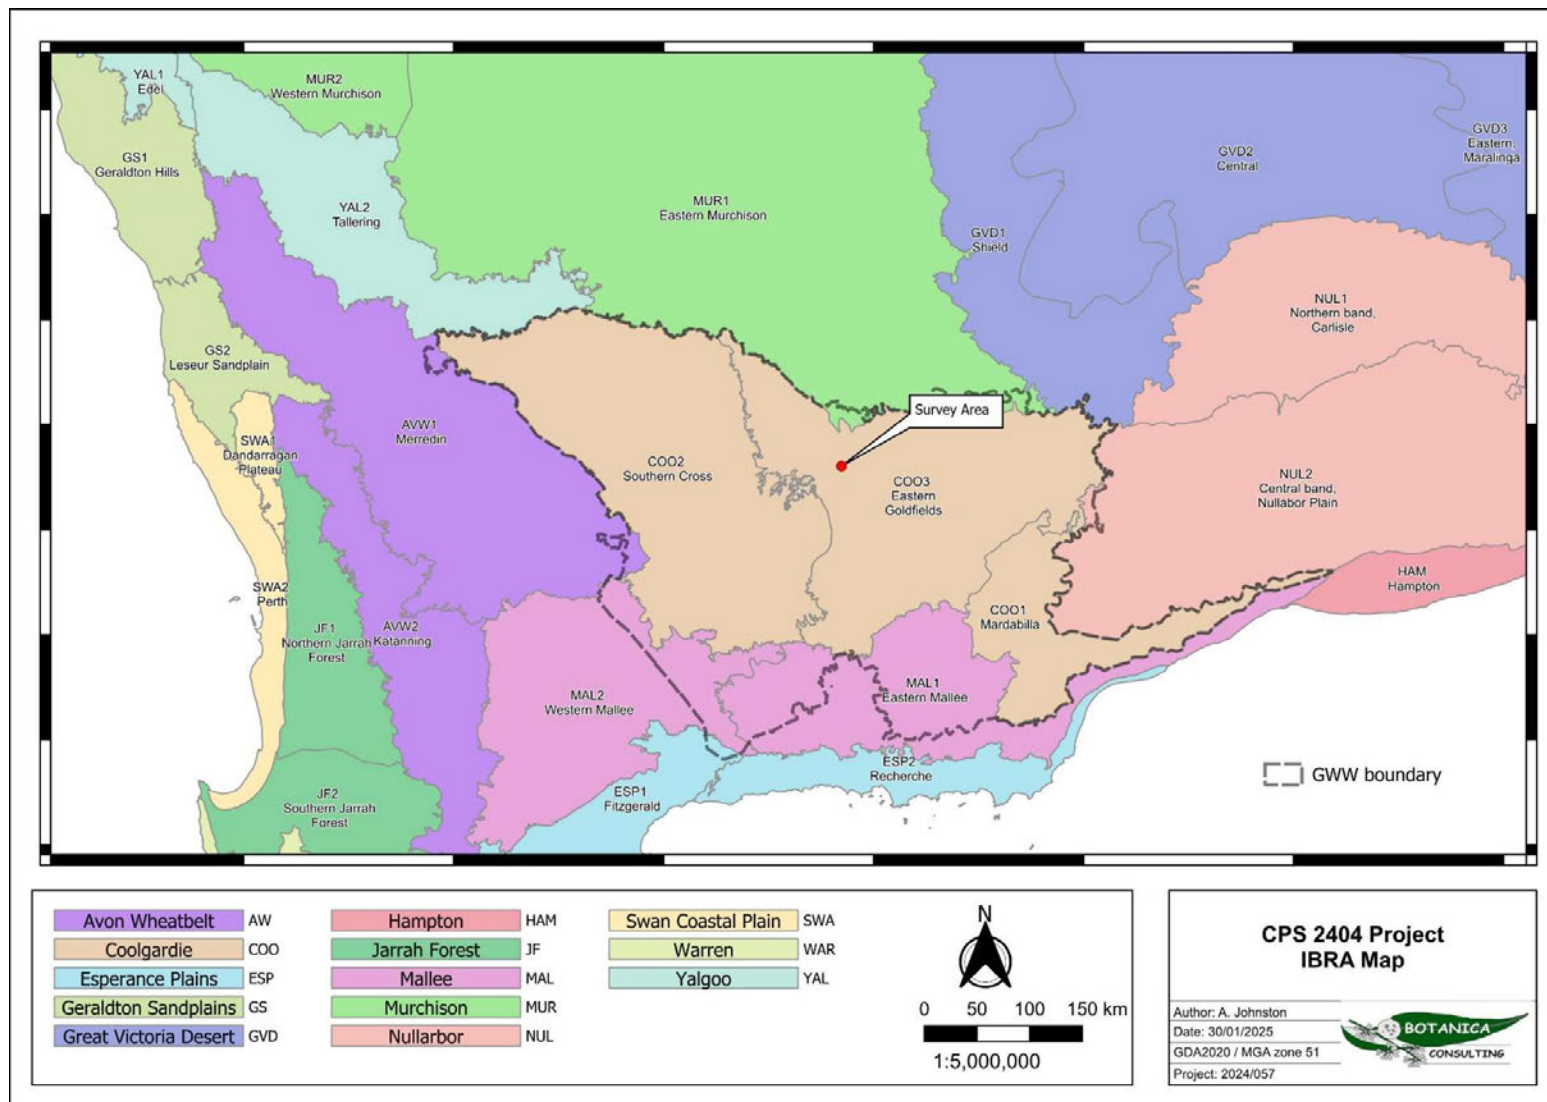 YAL1
Edel
MUR2
Western Murchison
GS1
Geraldton Hills
YAL2
Tallering
MUR1
Eastern Murchison
GVD1
Shield
GVD2
Central
GVD3
Eastern,
Maralinga
NUL1
Northern band,
Carlisle
GS2
Leseur Sandplain
Survey Area
SWA1
Dandarragan
Plateau
AVW1
Merredin
COO2
Southern Cross
COO3
Eastern
Goldfields
NUL2
Central band,
Nullabor Plain
SWA2
Perth
JF1
Northern Jarrah
Forest
AVW2
Katanning
COO1
Mardabilla
HAM
Hampton
MAL2
Western Mallee
MAL1
Eastern Mallee
JF2
Southern Jarrah
Forest
ESP1
Fitzgerald
ESP2
Recherche
GWW boundary
Avon Wheatbelt AW
Coolgardie COO
Esperance Plains ESP
Geraldton Sandplains GS
Great Victoria Desert GVD
Hampton HAM
Jarrah Forest JF
Mallee MAL
Murchison MUR
Nullarbor NUL
Swan Coastal Plain SWA
Warren WAR
Yalgoo YAL
N
0 50 100 150 km
1:5,000,000
CPS 2404 Project
IBRA Map
Author: A. Johnston
Date: 30/01/2025
GDA2020 / MGA zone 51
Project: 2024/057
BOTANICA
CONSULTING